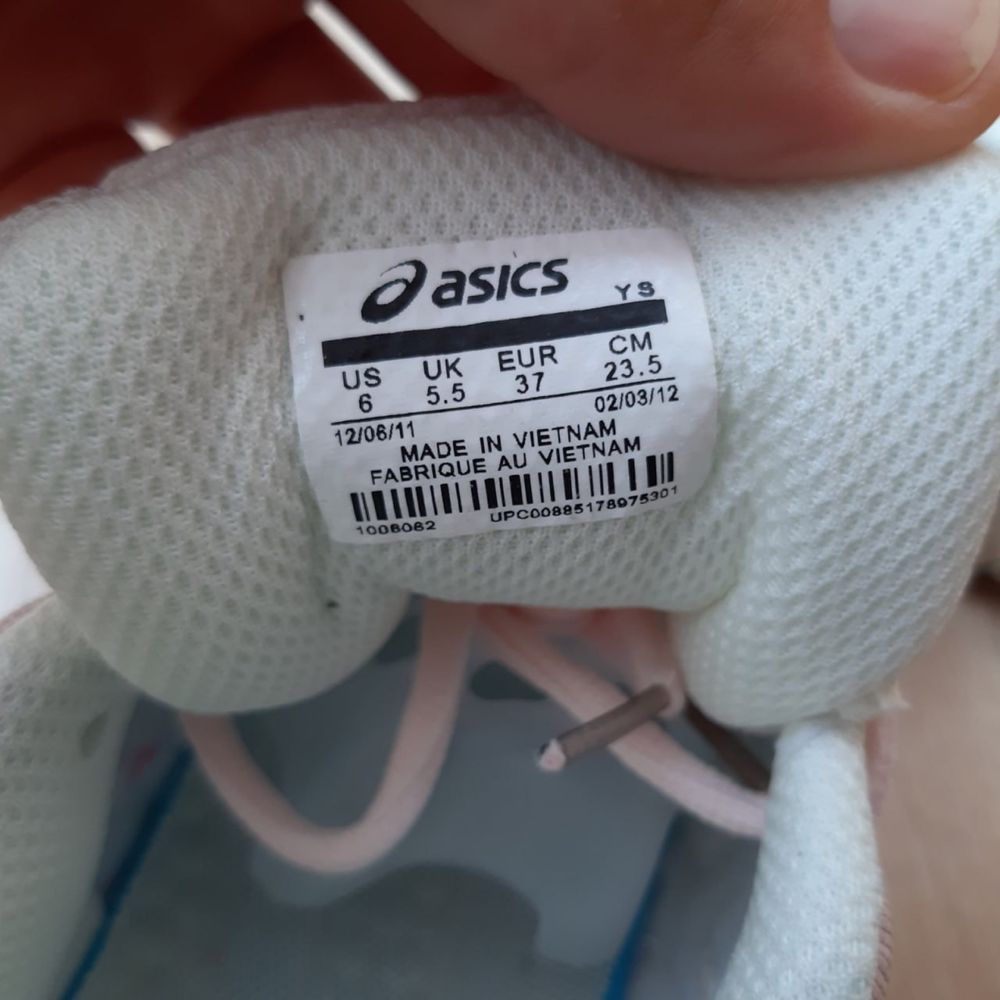 asics
YS
US UK EUR CM
6 5.5 37 23.5
12/06/11 02/03/12
MADE IN VIETNAM
FABRIQUE AU VIETNAM
1006062 UPC00885178975301